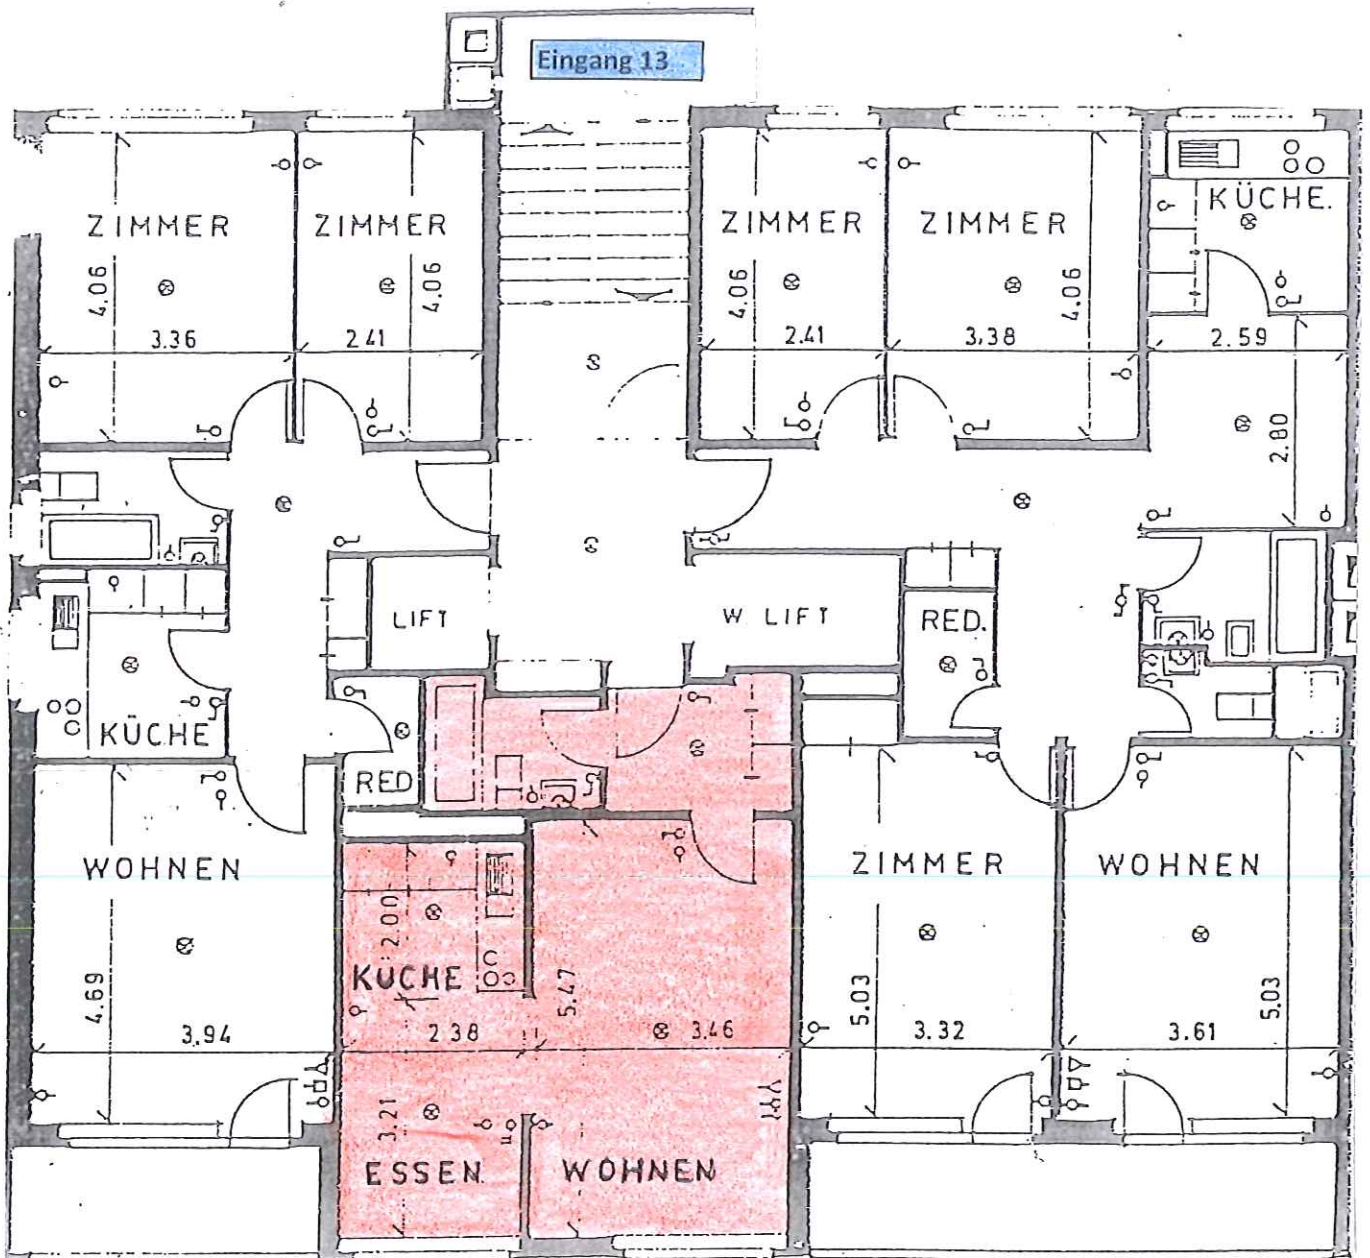 Eingang 13
ZIMMER
ZIMMER
ZIMMER
ZIMMER
KÜCHE.
4.06
4.06
4.06
4.06
3.36
2.41
2.41
3,38
2.59
2.80
LIFT
W LIFT
RED.
KÜCHE
RED
WOHNEN
ZIMMER
WOHNEN
2.00
KÜCHE
4.69
5.47
5.03
5.03
3,94
2 38
3.46
3.32
3.61
3.21
ESSEN
WOHNEN